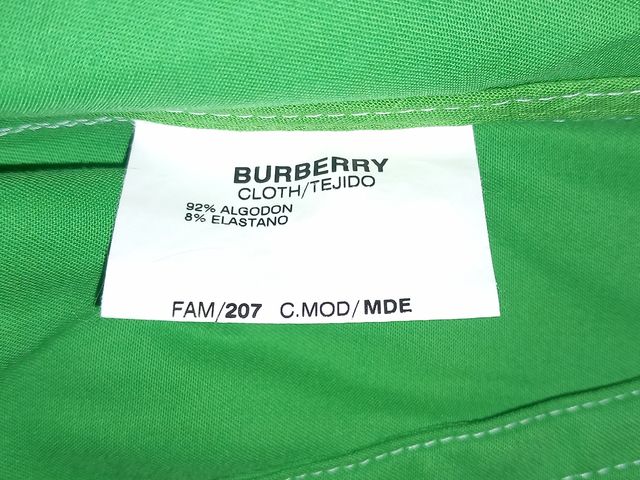 BURBERRY
CLOTH/TEJIDO
92% ALGODON
8% ELASTANO
FAM/207 C.MOD/MDE